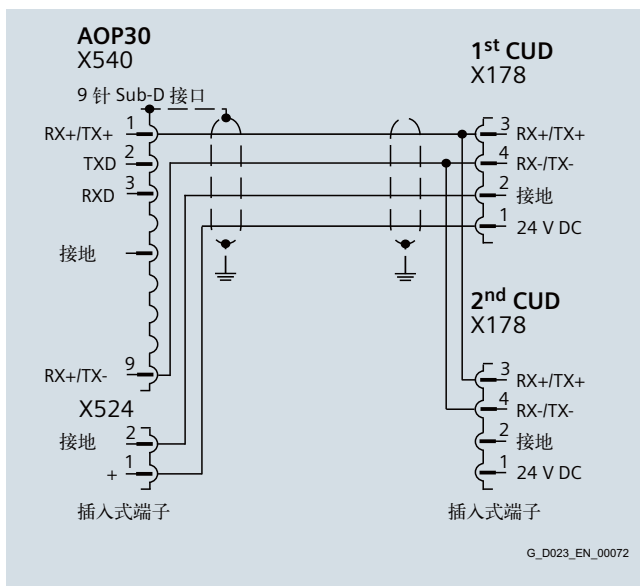 AOP30
X540
9 针 Sub-D 接口
1
RX+/TX+
2
TXD
3
RXD
接地
9
RX+/TX-
X524
2
接地
1
+
插入式端子
1st CUD
X178
3
RX+/TX+
4
RX-/TX-
2
接地
1
24 V DC
2nd CUD
X178
3
RX+/TX+
4
RX-/TX-
2
接地
1
24 V DC
插入式端子
G_D023_EN_00072